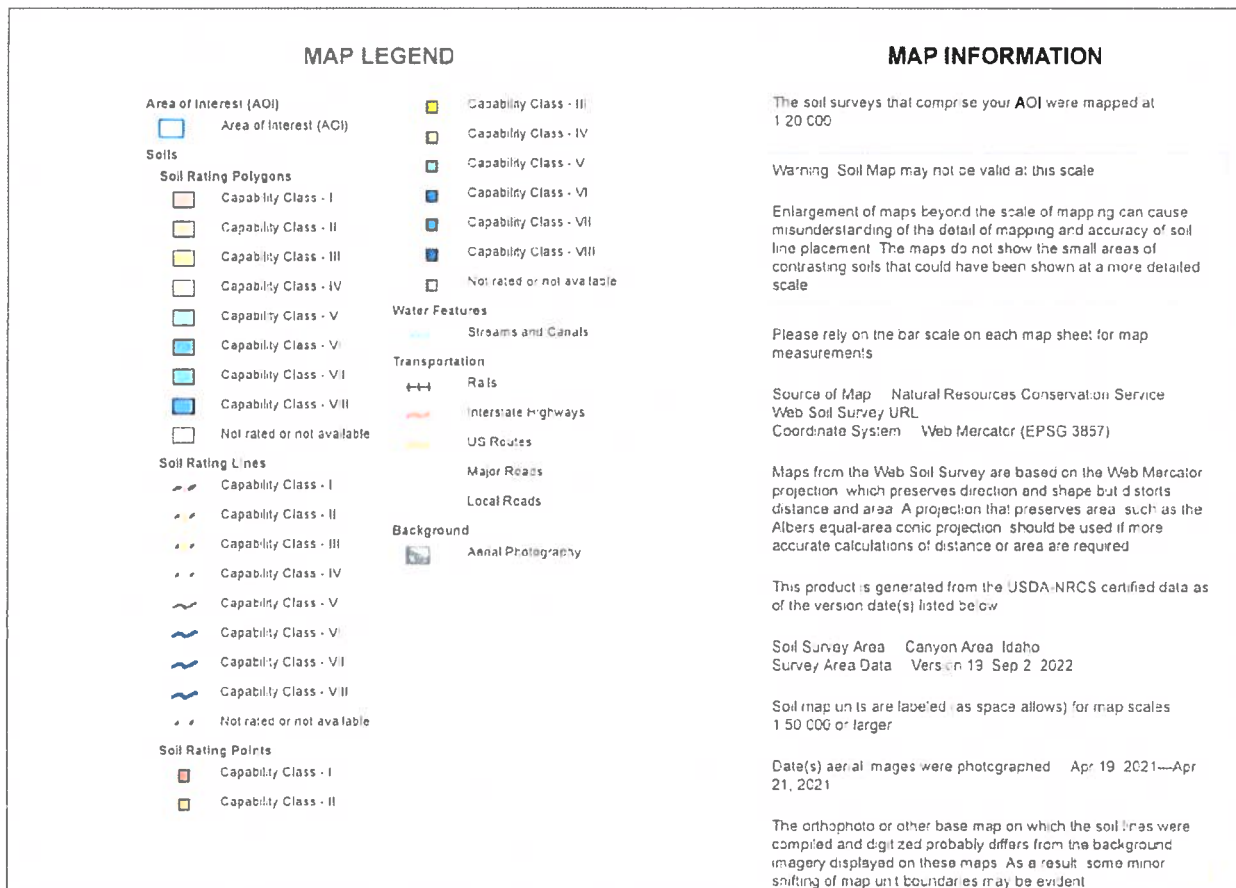 MAP LEGEND
Area of Interest (AOI)
Area of Interest (AOI)
Soils
Soil Rating Polygons
Capability Class - I
Capability Class - II
Capability Class - III
Capability Class - IV
Capability Class - V
Capability Class - VI
Capability Class - VII
Capability Class - VIII
Not rated or not available
Soil Rating Lines
Capability Class - I
Capability Class - II
Capability Class - III
Capability Class - IV
Capability Class - V
Capability Class - VI
Capability Class - VII
Capability Class - VIII
Not rated or not available
Soil Rating Points
Capability Class - I
Capability Class - II
Capability Class - III
Capability Class - IV
Capability Class - V
Capability Class - VI
Capability Class - VII
Capability Class - VIII
Not rated or not available
Water Features
Streams and Canals
Transportation
Rails
Interstate Highways
US Routes
Major Roads
Local Roads
Background
Aerial Photography
MAP INFORMATION
The soil surveys that comprise your AOI were mapped at
1 20 000
Warning Soil Map may not be valid at this scale
Enlargement of maps beyond the scale of mapping can cause
misunderstanding of the detail of mapping and accuracy of soil
line placement The maps do not show the small areas of
contrasting soils that could have been shown at a more detailed
scale
Please rely on the bar scale on each map sheet for map
measurements
Source of Map Natural Resources Conservation Service
Web Soil Survey URL
Coordinate System Web Mercator (EPSG 3857)
Maps from the Web Soil Survey are based on the Web Mercator
projection which preserves direction and shape but distorts
distance and area A projection that preserves area such as the
Albers equal-area conic projection should be used if more
accurate calculations of distance or area are required
This product is generated from the USDA-NRCS certified data as
of the version date(s) listed below
Soil Survey Area Canyon Area Idaho
Survey Area Data Version 19 Sep 2 2022
Soil map units are labeled (as space allows) for map scales
1 50 000 or larger
Date(s) aerial images were photographed Apr 19 2021—Apr
21, 2021
The orthophoto or other base map on which the soil lines were
compiled and digitized probably differs from the background
imagery displayed on these maps As a result some minor
shifting of map unit boundaries may be evident